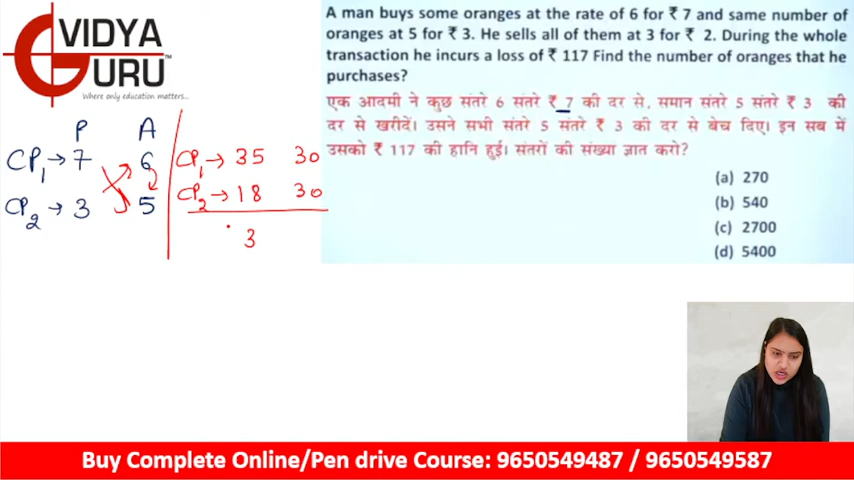 VIDYA
GURU™
Where only education matters...
A man buys some oranges at the rate of 6 for ₹ 7 and same number of
oranges at 5 for ₹ 3. He sells all of them at 3 for ₹ 2. During the whole
transaction he incurs a loss of ₹ 117 Find the number of oranges that he
purchases?
एक आदमी ने कुछ संतरे 6 संतरे ₹ 7 की दर से, समान संतरे 5 संतरे ₹ 3 की
दर से खरीदें। उसने सभी संतरे 5 संतरे ₹ 3 की दर से बेच दिए। इन सब में
उसको ₹ 117 की हानि हुई। संतरों की संख्या ज्ञात करो?
(a) 270
(b) 540
(c) 2700
(d) 5400
P A
CP₁→ 7 6
CP₂→ 3 5
CP₁→ 35 30
CP₂→ 18 30
3
Buy Complete Online/Pen drive Course: 9650549487 / 9650549587